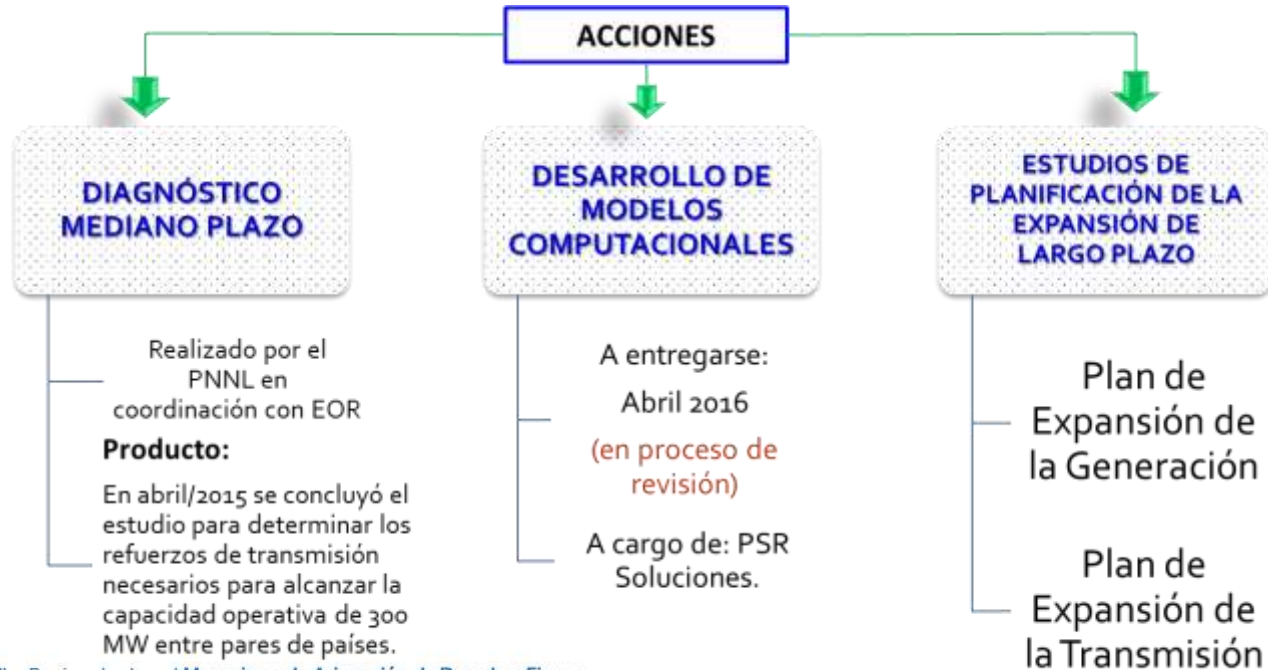 ACCIONES
DIAGNÓSTICO
MEDIANO PLAZO
Realizado por el
PNNL en
coordinación con EOR
Producto:
En abril/2015 se concluyó el
estudio para determinar los
refuerzos de transmisión
necesarios para alcanzar la
capacidad operativa de 300
MW entre pares de países.
DESARROLLO DE
MODELOS
COMPUTACIONALES
A entregarse:
Abril 2016
(en proceso de
revisión)
A cargo de: PSR
Soluciones.
ESTUDIOS DE
PLANIFICACIÓN DE LA
EXPANSIÓN DE
LARGO PLAZO
Plan de
Expansión de
la Generación
Plan de
Expansión de
la Transmisión